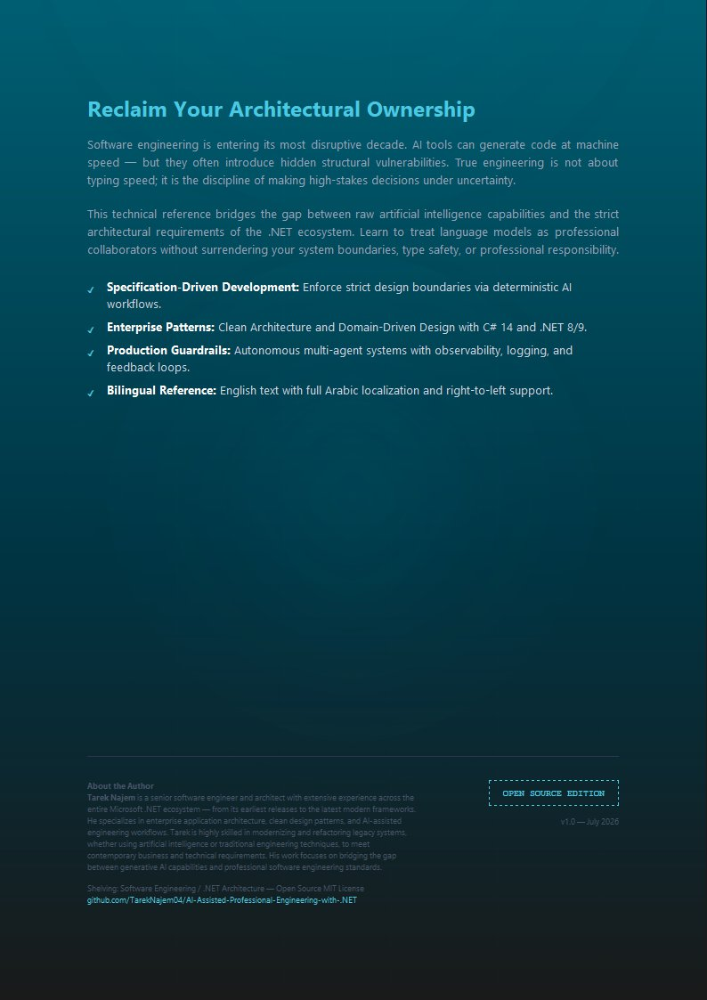 Reclaim Your Architectural Ownership
Software engineering is entering its most disruptive decade. AI tools can generate code at machine
speed — but they often introduce hidden structural vulnerabilities. True engineering is not about
typing speed; it is the discipline of making high-stakes decisions under uncertainty.
This technical reference bridges the gap between raw artificial intelligence capabilities and the strict
architectural requirements of the .NET ecosystem. Learn to treat language models as professional
collaborators without surrendering your system boundaries, type safety, or professional responsibility.
✓ Specification-Driven Development: Enforce strict design boundaries via deterministic AI
workflows.
✓ Enterprise Patterns: Clean Architecture and Domain-Driven Design with C# 14 and .NET 8/9.
✓ Production Guardrails: Autonomous multi-agent systems with observability, logging, and
feedback loops.
✓ Bilingual Reference: English text with full Arabic localization and right-to-left support.
About the Author
Tarek Najem is a senior software engineer and architect with extensive experience across the
entire Microsoft .NET ecosystem — from its earliest releases to the latest modern frameworks.
He specializes in enterprise application architecture, clean design patterns, and AI-assisted
engineering workflows. Tarek is highly skilled in modernizing and refactoring legacy systems,
whether using artificial intelligence or traditional engineering techniques, to meet
contemporary business and technical requirements. His work focuses on bridging the gap
between generative AI capabilities and professional software engineering standards.
Shelving: Software Engineering / .NET Architecture — Open Source MIT License
github.com/TarekNajem04/AI-Assisted-Professional-Engineering-with-.NET
OPEN SOURCE EDITION
v1.0 — July 2026